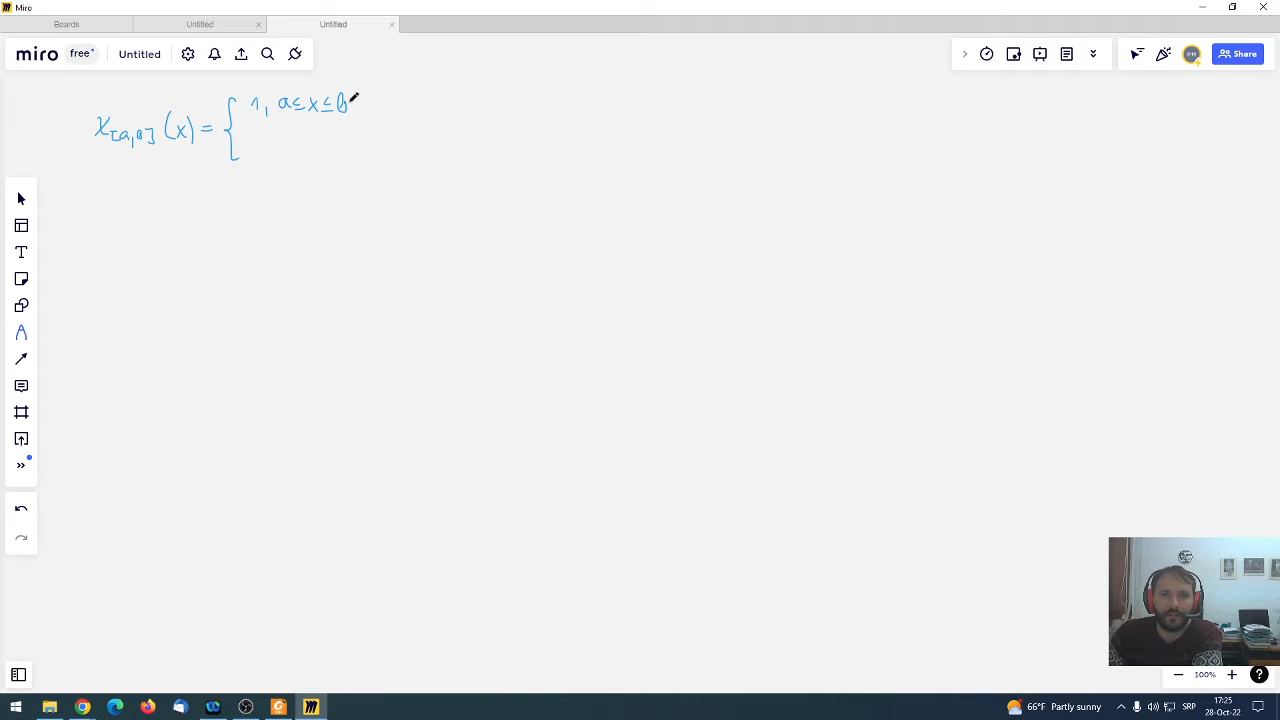 Miro
Boards
Untitled
Untitled
miro
free
Untitled
Share
χ[a,b] (x) = {
1, a ≤ x ≤ b
100%
66°F Partly sunny
SRP
17:25
28-Oct-22
PM